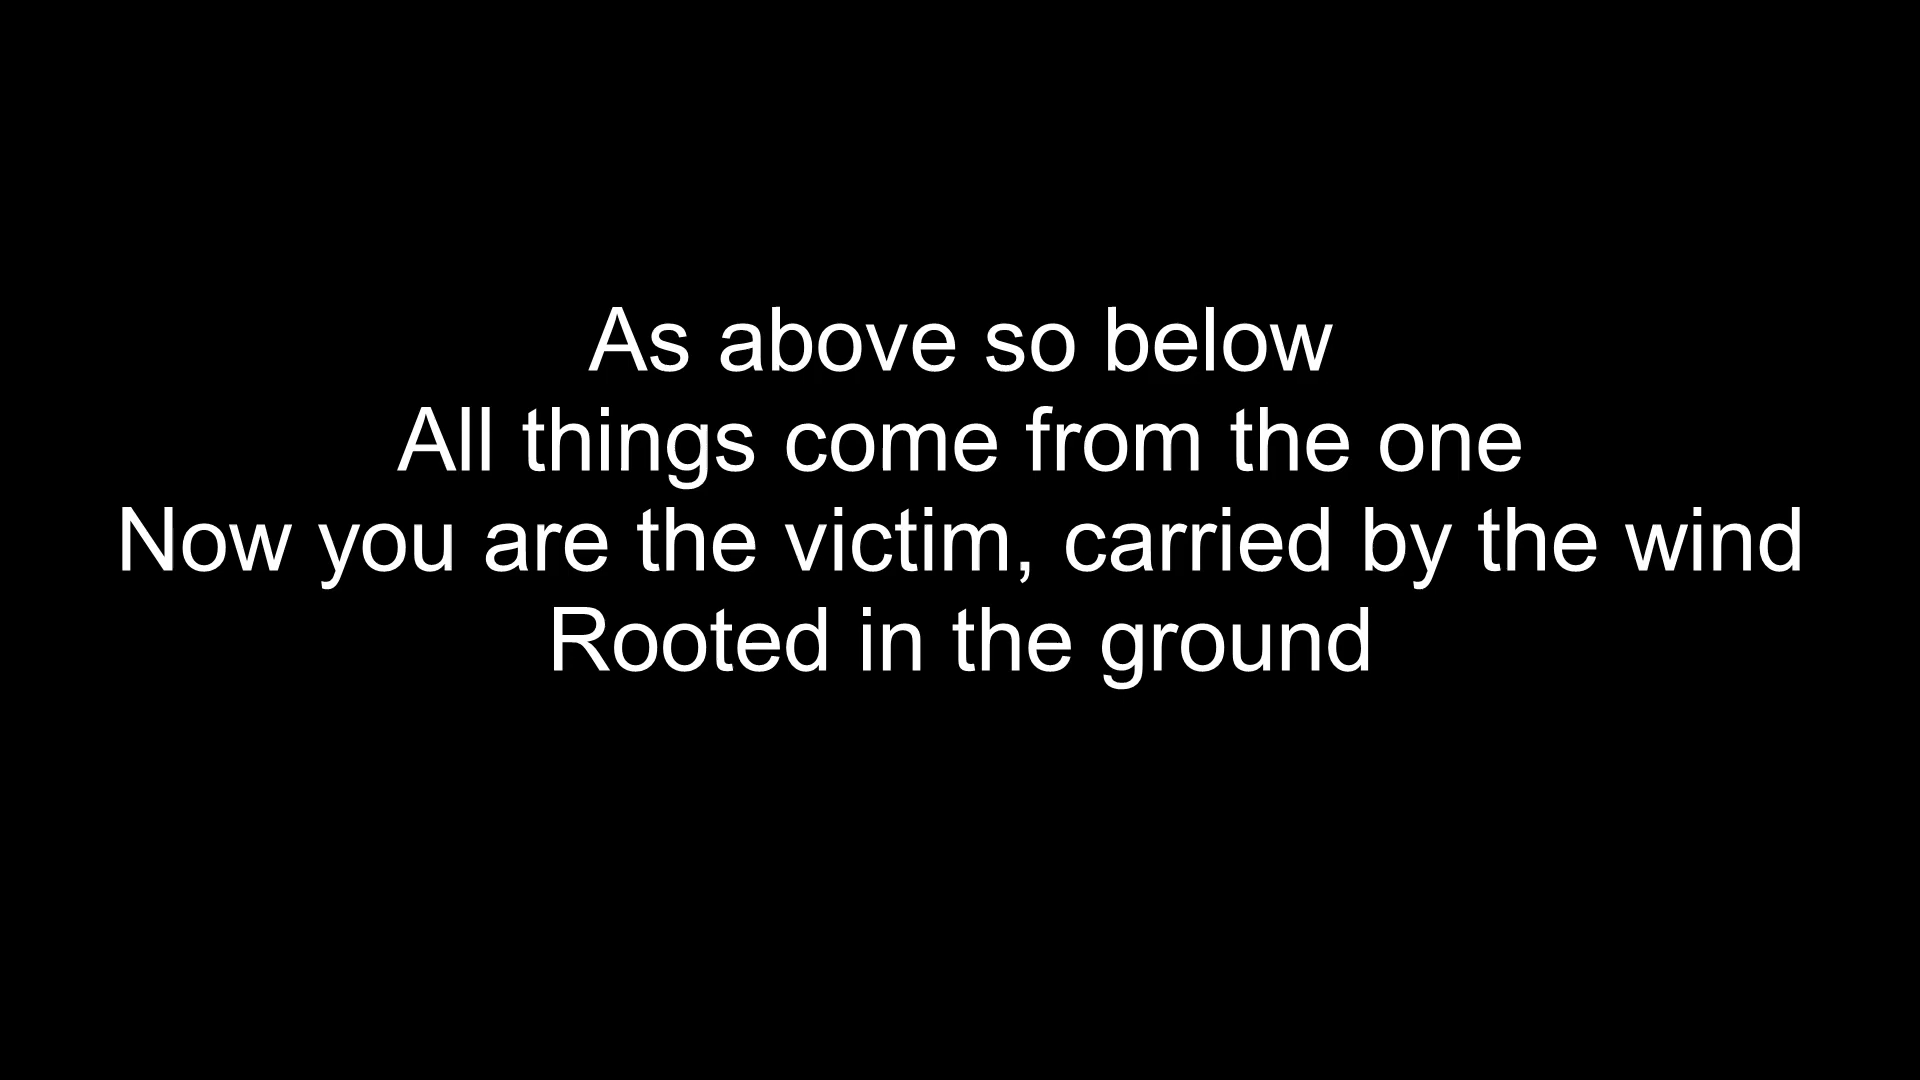 As above so below
All things come from the one
Now you are the victim, carried by the wind
Rooted in the ground